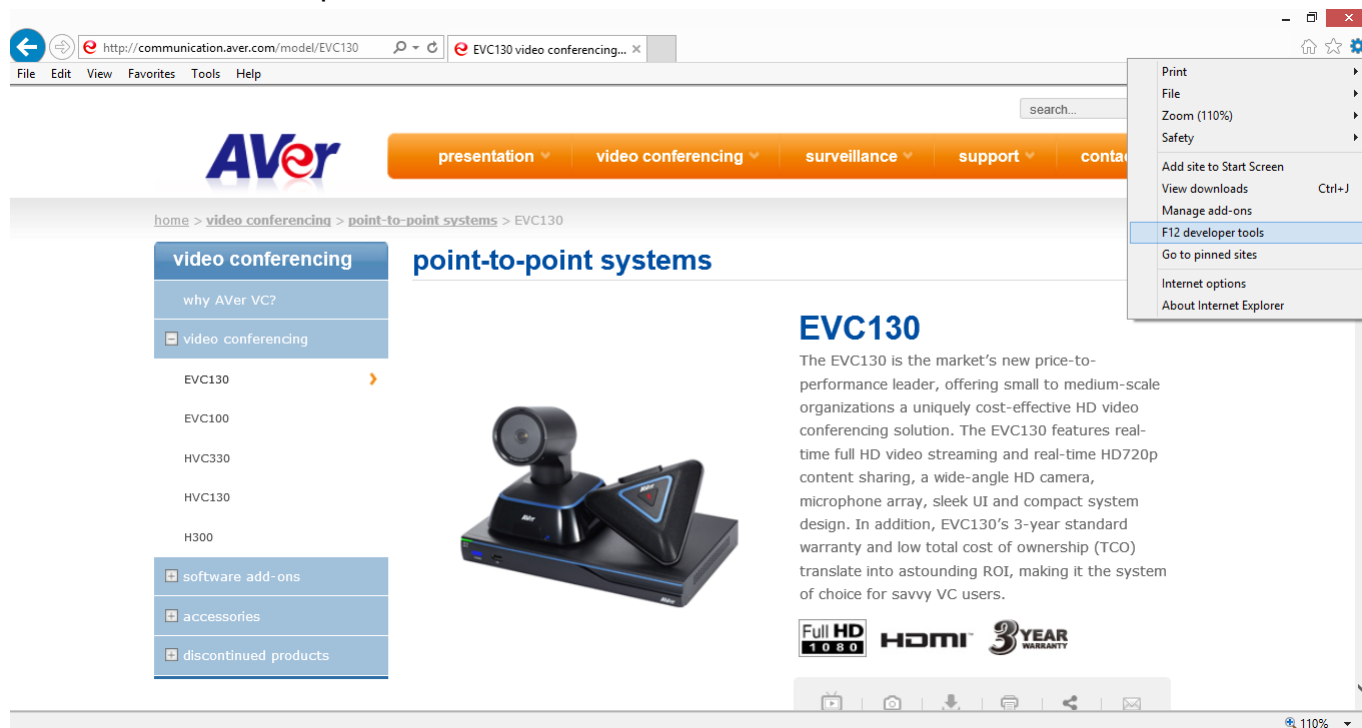 http://communication.aver.com/model/EVC130
EVC130 video conferencing...
File Edit View Favorites Tools Help
Print
File
Zoom (110%)
Safety
Add site to Start Screen
View downloads Ctrl+J
Manage add-ons
F12 developer tools
Go to pinned sites
Internet options
About Internet Explorer
search...
AVer
presentation video conferencing surveillance support conta
home > video conferencing > point-to-point systems > EVC130
video conferencing
why AVer VC?
video conferencing
EVC130
EVC100
HVC330
HVC130
H300
software add-ons
accessories
discontinued products
point-to-point systems
EVC130
The EVC130 is the market's new price-to-
performance leader, offering small to medium-scale
organizations a uniquely cost-effective HD video
conferencing solution. The EVC130 features real-
time full HD video streaming and real-time HD720p
content sharing, a wide-angle HD camera,
microphone array, sleek UI and compact system
design. In addition, EVC130's 3-year standard
warranty and low total cost of ownership (TCO)
translate into astounding ROI, making it the system
of choice for savvy VC users.
Full HD
1080
HDMI
3 YEAR
WARRANTY
110%